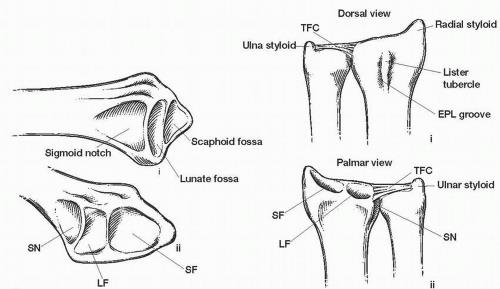 Scaphoid fossa
Sigmoid notch
i
Lunate fossa
SN
ii
LF
SF
Dorsal view
TFC
Radial styloid
Ulna styloid
Lister
tubercle
EPL groove
i
Palmar view
TFC
Ulnar styloid
SF
SN
LF
ii